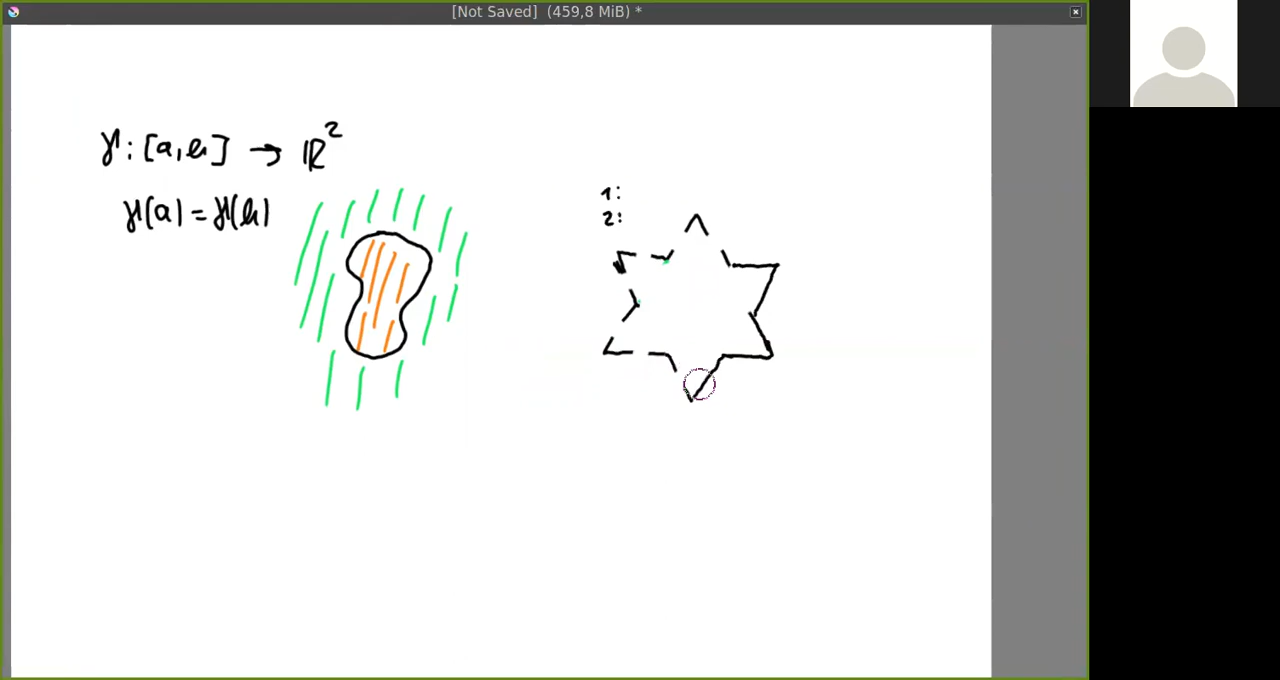 [Not Saved] (459,8 MiB) *
γ: [a,b] → ℝ²
γ(a) = γ(b)
1:
2: